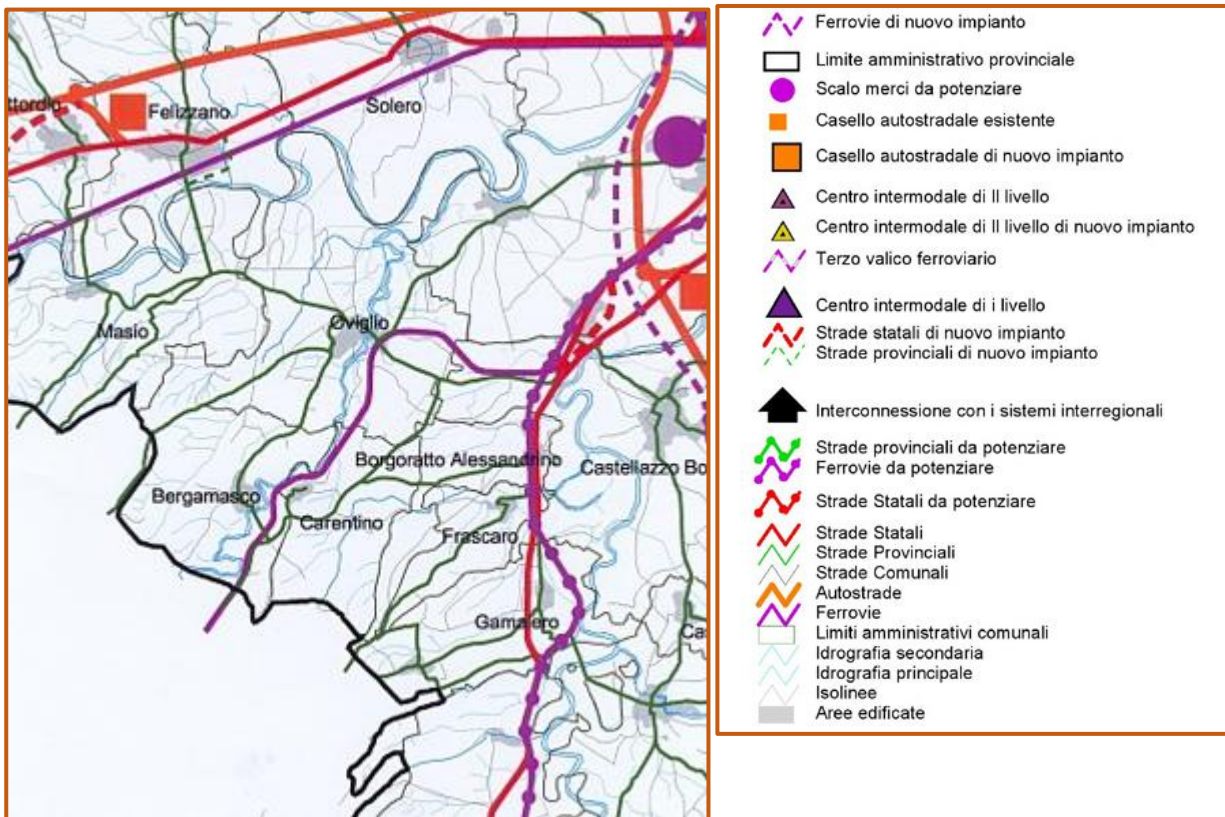 ttordio
Felizzano
Solero
Masio
Oviglio
Borgoratto Alessandrino
Castellazzo Bo
Bergamasco
Carentino
Frascaro
Gamalero
Cas
Ferrovie di nuovo impianto
Limite amministrativo provinciale
Scalo merci da potenziare
Casello autostradale esistente
Casello autostradale di nuovo impianto
Centro intermodale di II livello
Centro intermodale di II livello di nuovo impianto
Terzo valico ferroviario
Centro intermodale di i livello
Strade statali di nuovo impianto
Strade provinciali di nuovo impianto
Interconnessione con i sistemi interregionali
Strade provinciali da potenziare
Ferrovie da potenziare
Strade Statali da potenziare
Strade Statali
Strade Provinciali
Strade Comunali
Autostrade
Ferrovie
Limiti amministrativi comunali
Idrografia secondaria
Idrografia principale
Isolinee
Aree edificate